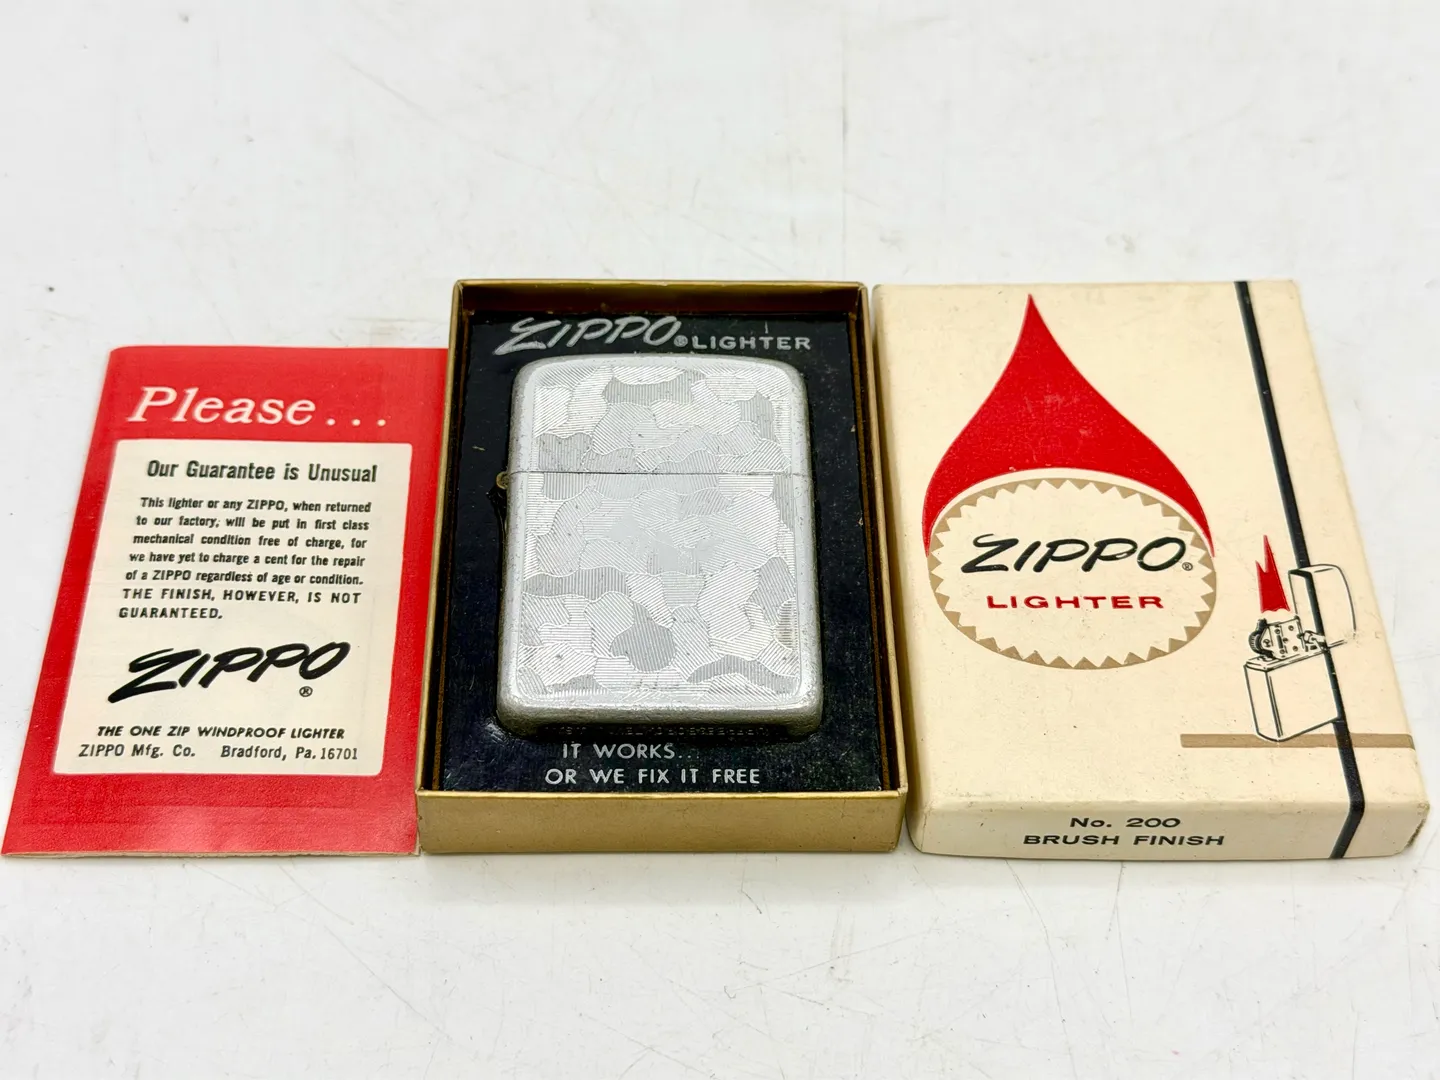 Please...
Our Guarantee is Unusual
This lighter or any ZIPPO, when returned
to our factory, will be put in first class
mechanical condition free of charge, for
we have yet to charge a cent for the repair
of a ZIPPO regardless of age or condition.
THE FINISH, HOWEVER, IS NOT
GUARANTEED.
ZIPPO®
THE ONE ZIP WINDPROOF LIGHTER
ZIPPO Mfg. Co. Bradford, Pa. 16701
ZIPPO® LIGHTER
IT WORKS...
OR WE FIX IT FREE
ZIPPO®
LIGHTER
No. 200
BRUSH FINISH